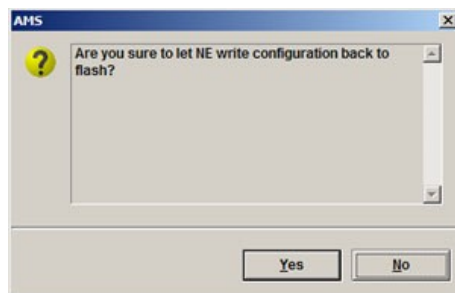 AMS
Are you sure to let NE write configuration back to
flash?
Yes
No